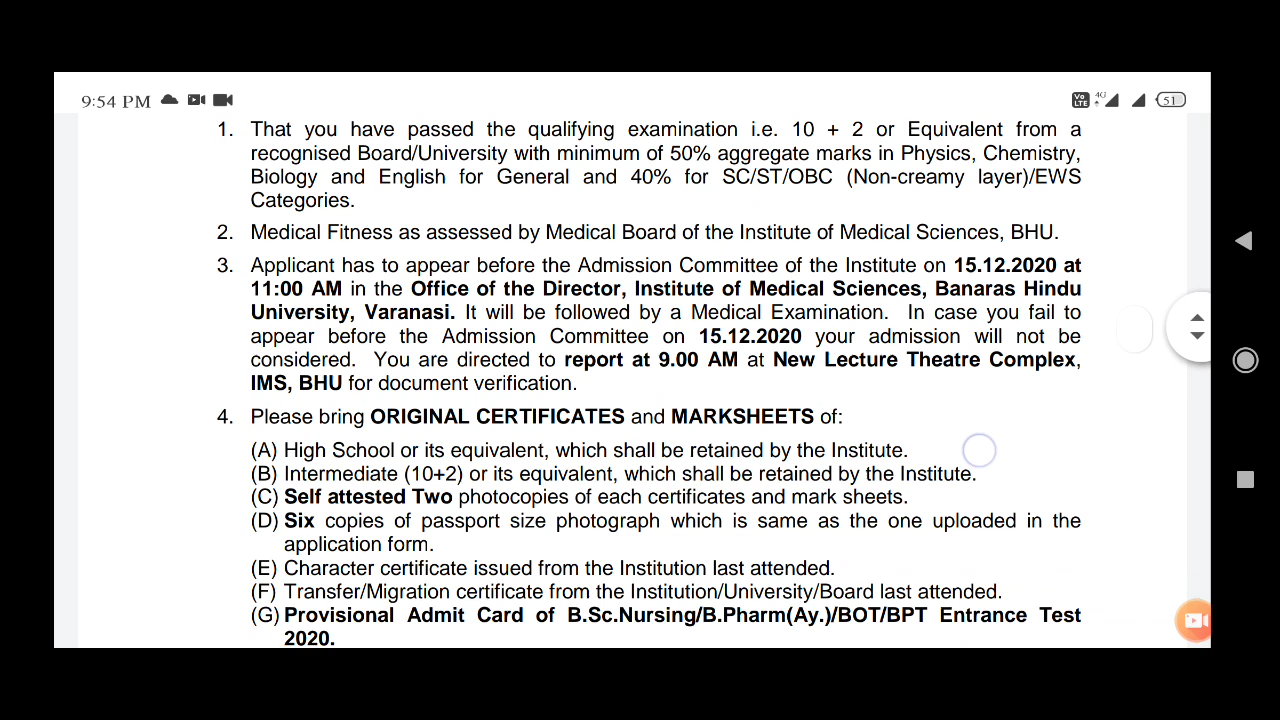 9:54 PM
Vo LTE 4G 51
1. That you have passed the qualifying examination i.e. 10 + 2 or Equivalent from a
recognised Board/University with minimum of 50% aggregate marks in Physics, Chemistry,
Biology and English for General and 40% for SC/ST/OBC (Non-creamy layer)/EWS
Categories.
2. Medical Fitness as assessed by Medical Board of the Institute of Medical Sciences, BHU.
3. Applicant has to appear before the Admission Committee of the Institute on 15.12.2020 at
11:00 AM in the Office of the Director, Institute of Medical Sciences, Banaras Hindu
University, Varanasi. It will be followed by a Medical Examination. In case you fail to
appear before the Admission Committee on 15.12.2020 your admission will not be
considered. You are directed to report at 9.00 AM at New Lecture Theatre Complex,
IMS, BHU for document verification.
4. Please bring ORIGINAL CERTIFICATES and MARKSHEETS of:
(A) High School or its equivalent, which shall be retained by the Institute.
(B) Intermediate (10+2) or its equivalent, which shall be retained by the Institute.
(C) Self attested Two photocopies of each certificates and mark sheets.
(D) Six copies of passport size photograph which is same as the one uploaded in the
application form.
(E) Character certificate issued from the Institution last attended.
(F) Transfer/Migration certificate from the Institution/University/Board last attended.
(G) Provisional Admit Card of B.Sc.Nursing/B.Pharm(Ay.)/BOT/BPT Entrance Test
2020.